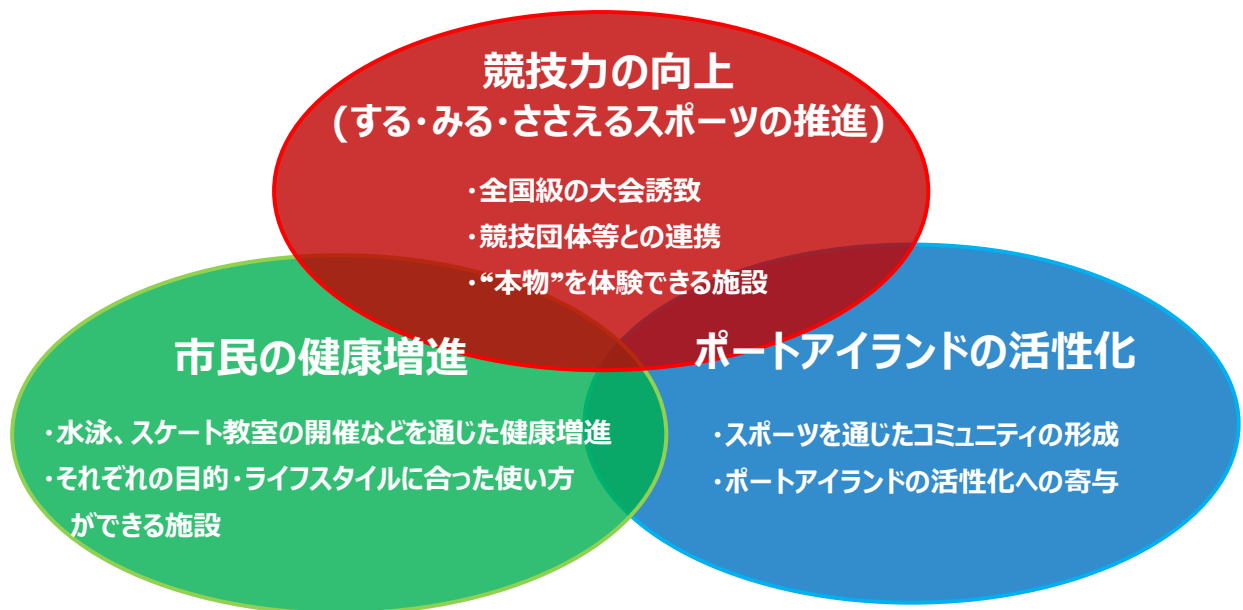 競技力の向上
(する・みる・ささえるスポーツの推進)
・全国級の大会誘致
・競技団体等との連携
・“本物”を体験できる施設
市民の健康増進
・水泳、スケート教室の開催などを通じた健康増進
・それぞれの目的・ライフスタイルに合った使い方
ができる施設
ポートアイランドの活性化
・スポーツを通じたコミュニティの形成
・ポートアイランドの活性化への寄与